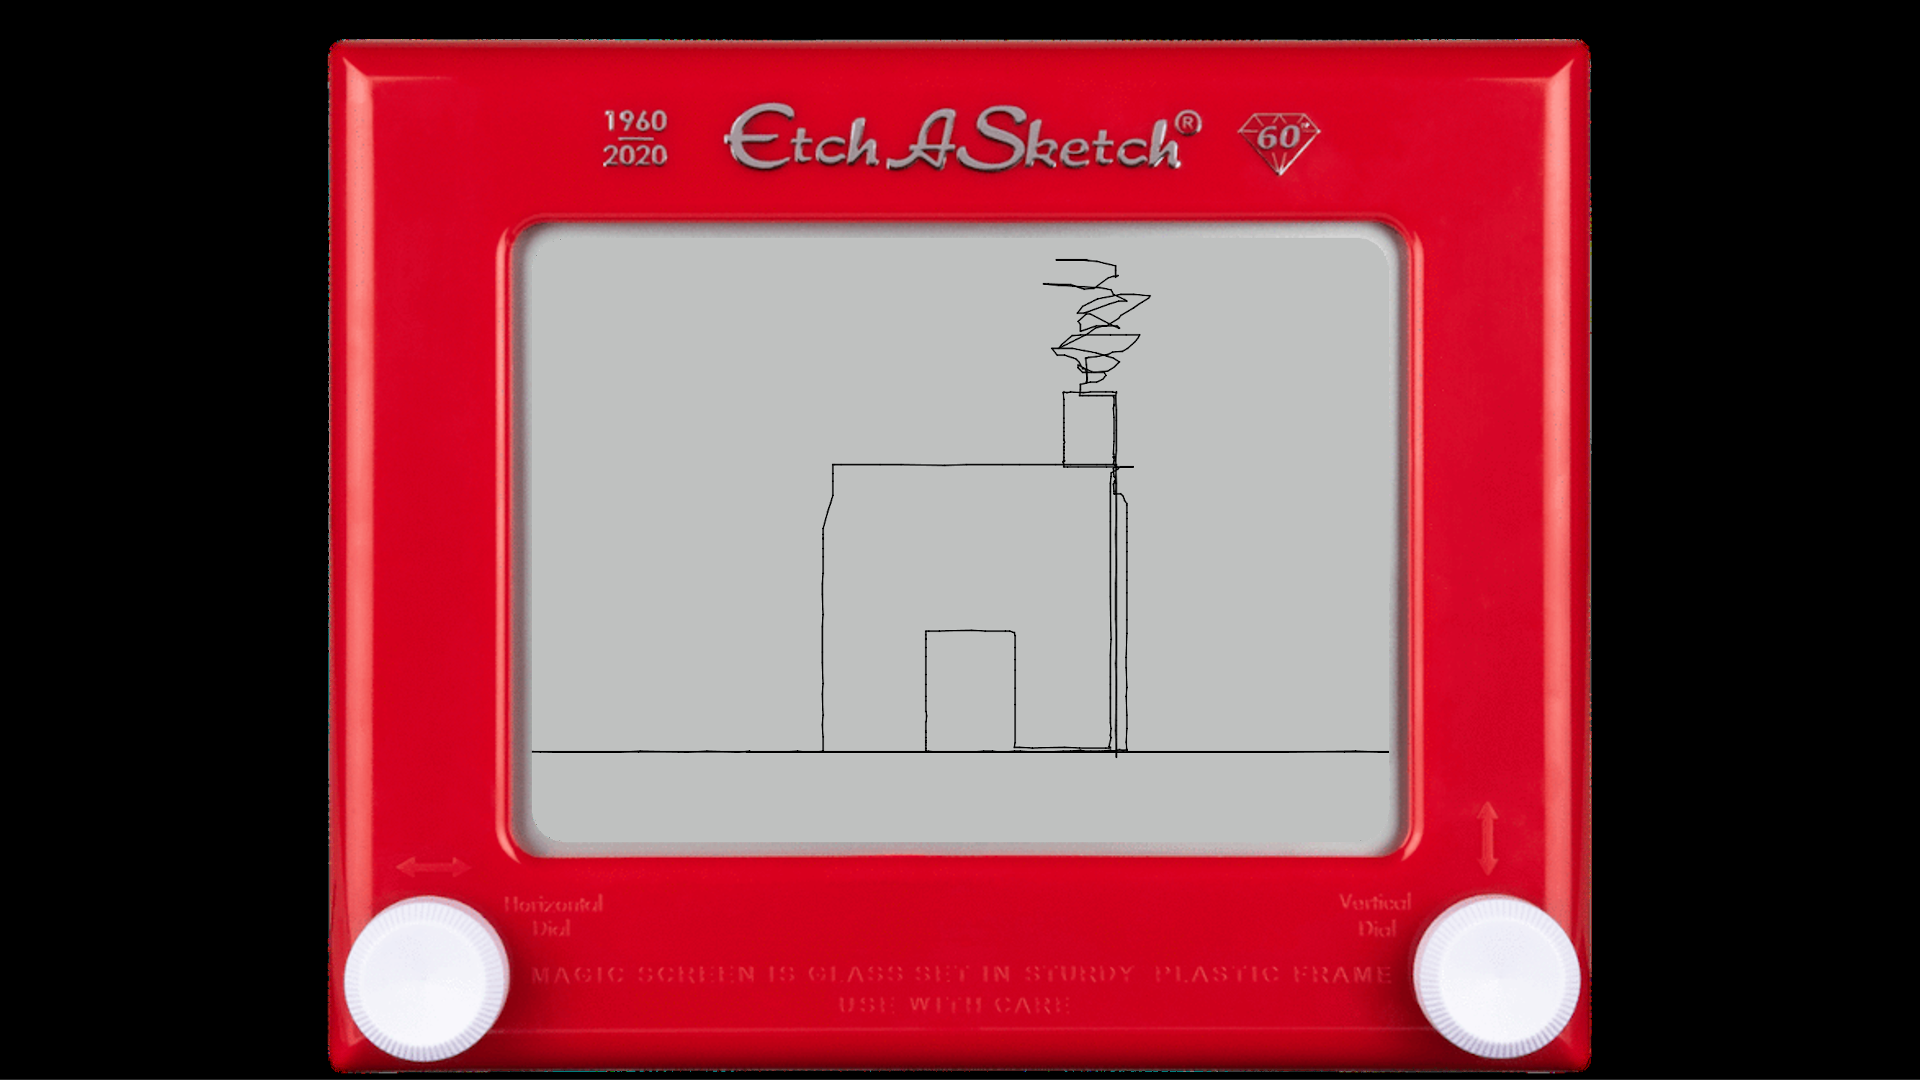 1960
2020
Etch A Sketch®
60
Horizontal
Dial
Vertical
Dial
MAGIC SCREEN IS GLASS SET IN STURDY PLASTIC FRAME
USE WITH CARE